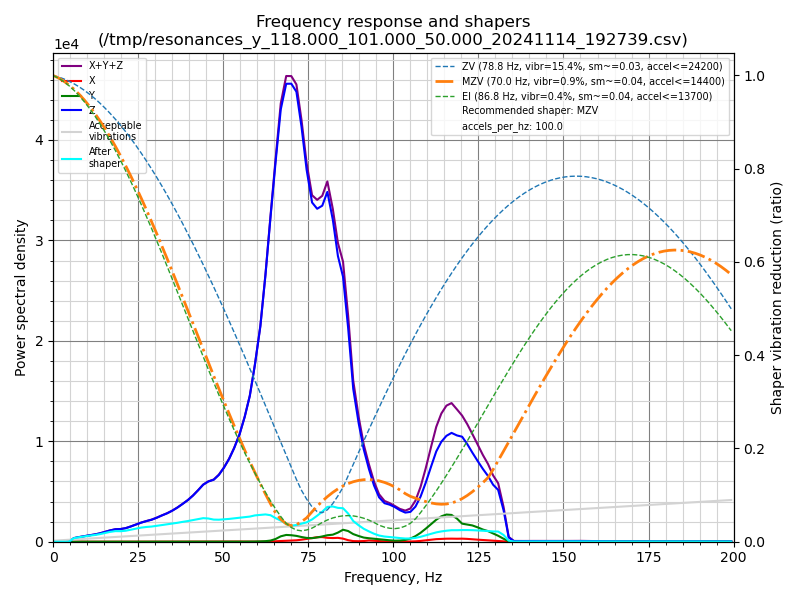 Frequency response and shapers
(/tmp/resonances_y_118.000_101.000_50.000_20241114_192739.csv)
1e4
X+Y+Z
X
Y
Z
Acceptable
vibrations
After
shaper
ZV (78.8 Hz, vibr=15.4%, sm~=0.03, accel<=24200)
MZV (70.0 Hz, vibr=0.9%, sm~=0.04, accel<=14400)
EI (86.8 Hz, vibr=0.4%, sm~=0.04, accel<=13700)
Recommended shaper: MZV
accels_per_hz: 100.0
Power spectral density
4
3
2
1
0
0 25 50 75 100 125 150 175 200
Frequency, Hz
1.0
0.8
0.6
0.4
0.2
0.0
Shaper vibration reduction (ratio)